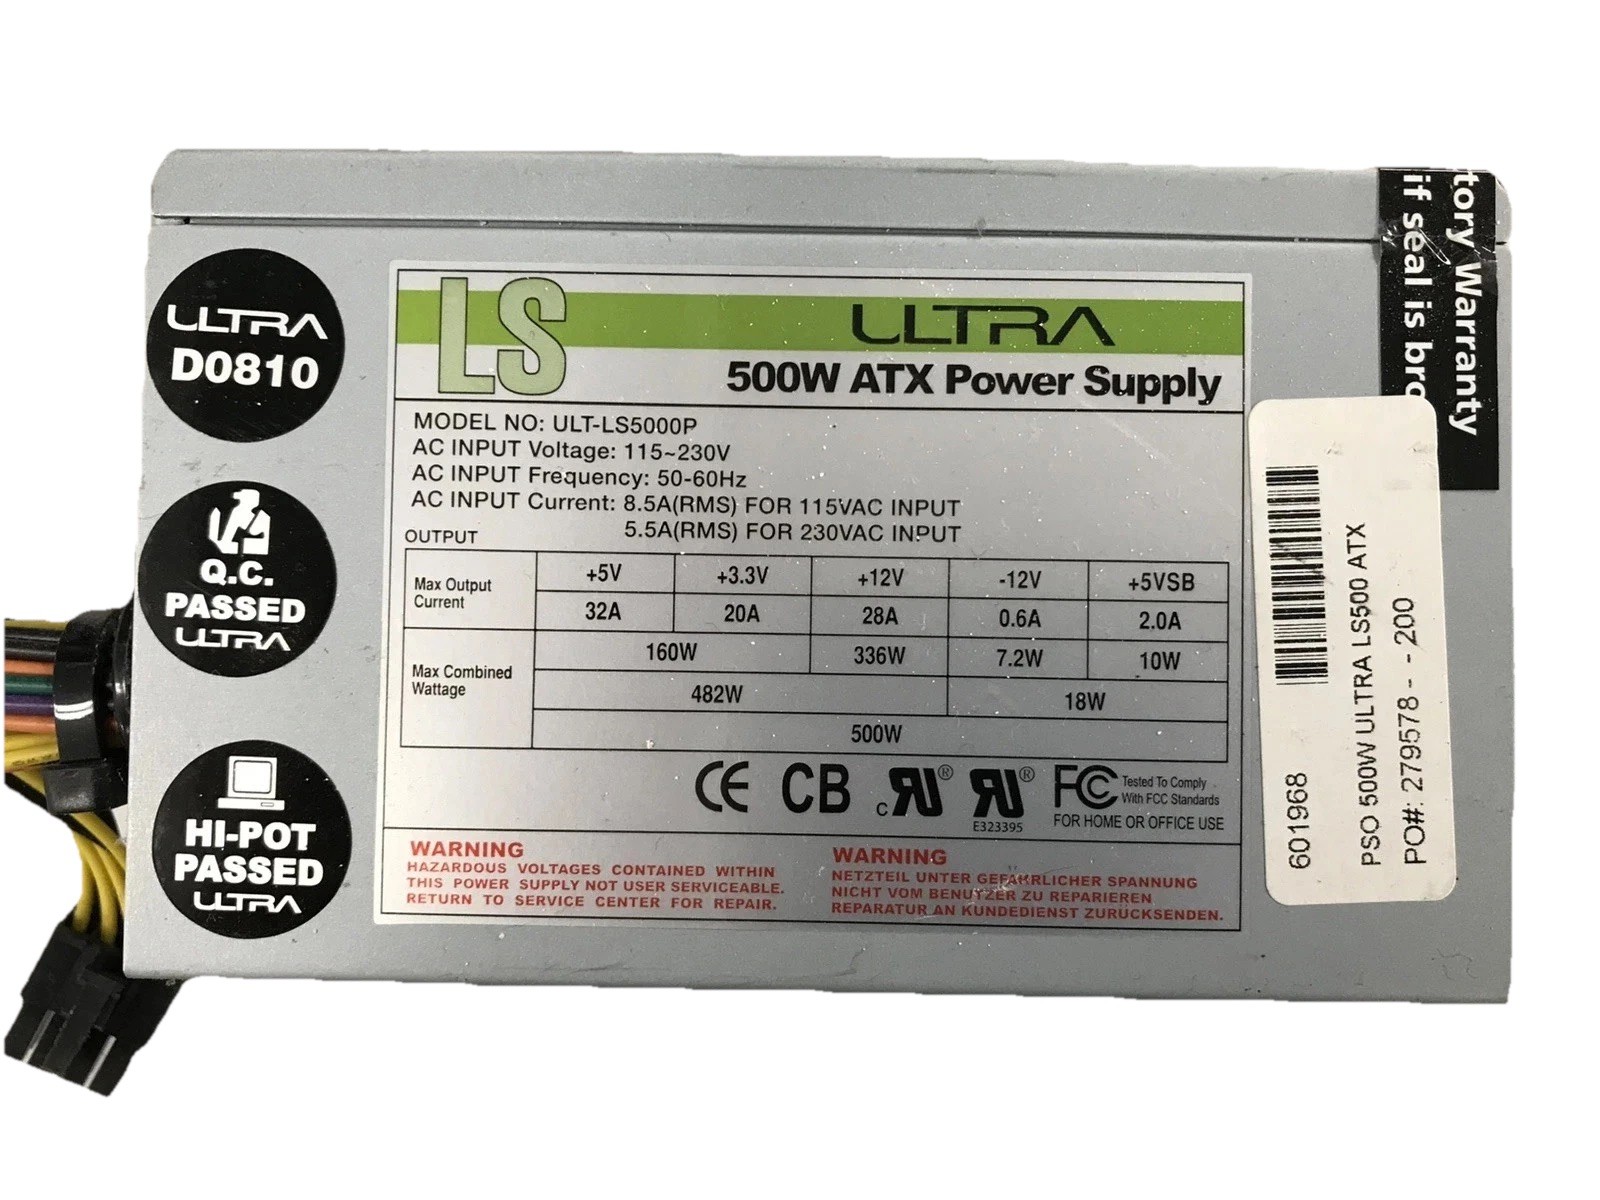 tory Warranty
if seal is bro
ULTRA
D0810
Q.C.
PASSED
ULTRA
HI-POT
PASSED
ULTRA
LS
ULTRA
500W ATX Power Supply
MODEL NO: ULT-LS5000P
AC INPUT Voltage: 115~230V
AC INPUT Frequency: 50-60Hz
AC INPUT Current: 8.5A(RMS) FOR 115VAC INPUT
5.5A(RMS) FOR 230VAC INPUT
OUTPUT
Max Output
Current
+5V +3.3V +12V -12V +5VSB
32A 20A 28A 0.6A 2.0A
Max Combined
Wattage
160W 336W 7.2W 10W
482W 18W
500W
CE CB c RU® RU® FC
E323395
Tested To Comply
With FCC Standards
FOR HOME OR OFFICE USE
WARNING
HAZARDOUS VOLTAGES CONTAINED WITHIN
THIS POWER SUPPLY NOT USER SERVICEABLE.
RETURN TO SERVICE CENTER FOR REPAIR.
WARNING
NETZTEIL UNTER GEFÄHRLICHER SPANNUNG
NICHT VOM BENUTZER ZU REPARIEREN
REPARATUR AN KUNDEDIENST ZURÜCKSENDEN.
601968
PSO 500W ULTRA LS500 ATX
PO#: 279578 - - 200